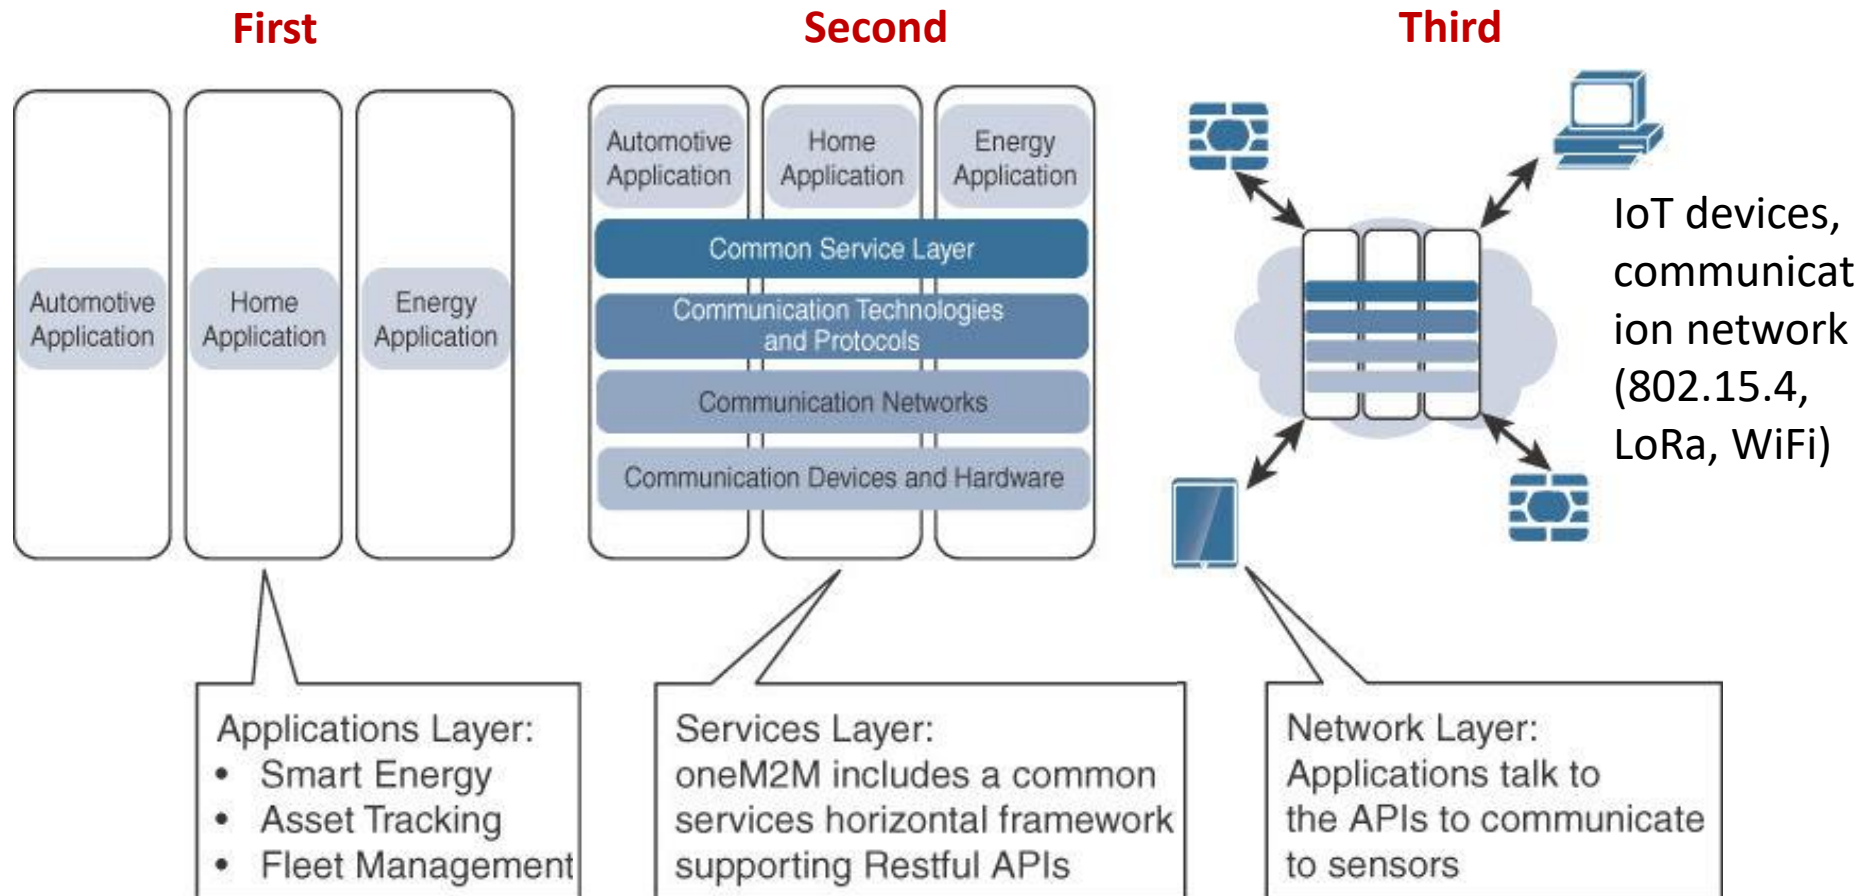 First
Second
Third
Automotive
Application
Home
Application
Energy
Application
Automotive
Application
Home
Application
Energy
Application
Common Service Layer
Communication Technologies
and Protocols
Communication Networks
Communication Devices and Hardware
IoT devices,
communicat
ion network
(802.15.4,
LoRa, WiFi)
Applications Layer:
• Smart Energy
• Asset Tracking
• Fleet Management
Services Layer:
oneM2M includes a common
services horizontal framework
supporting Restful APIs
Network Layer:
Applications talk to
the APIs to communicate
to sensors